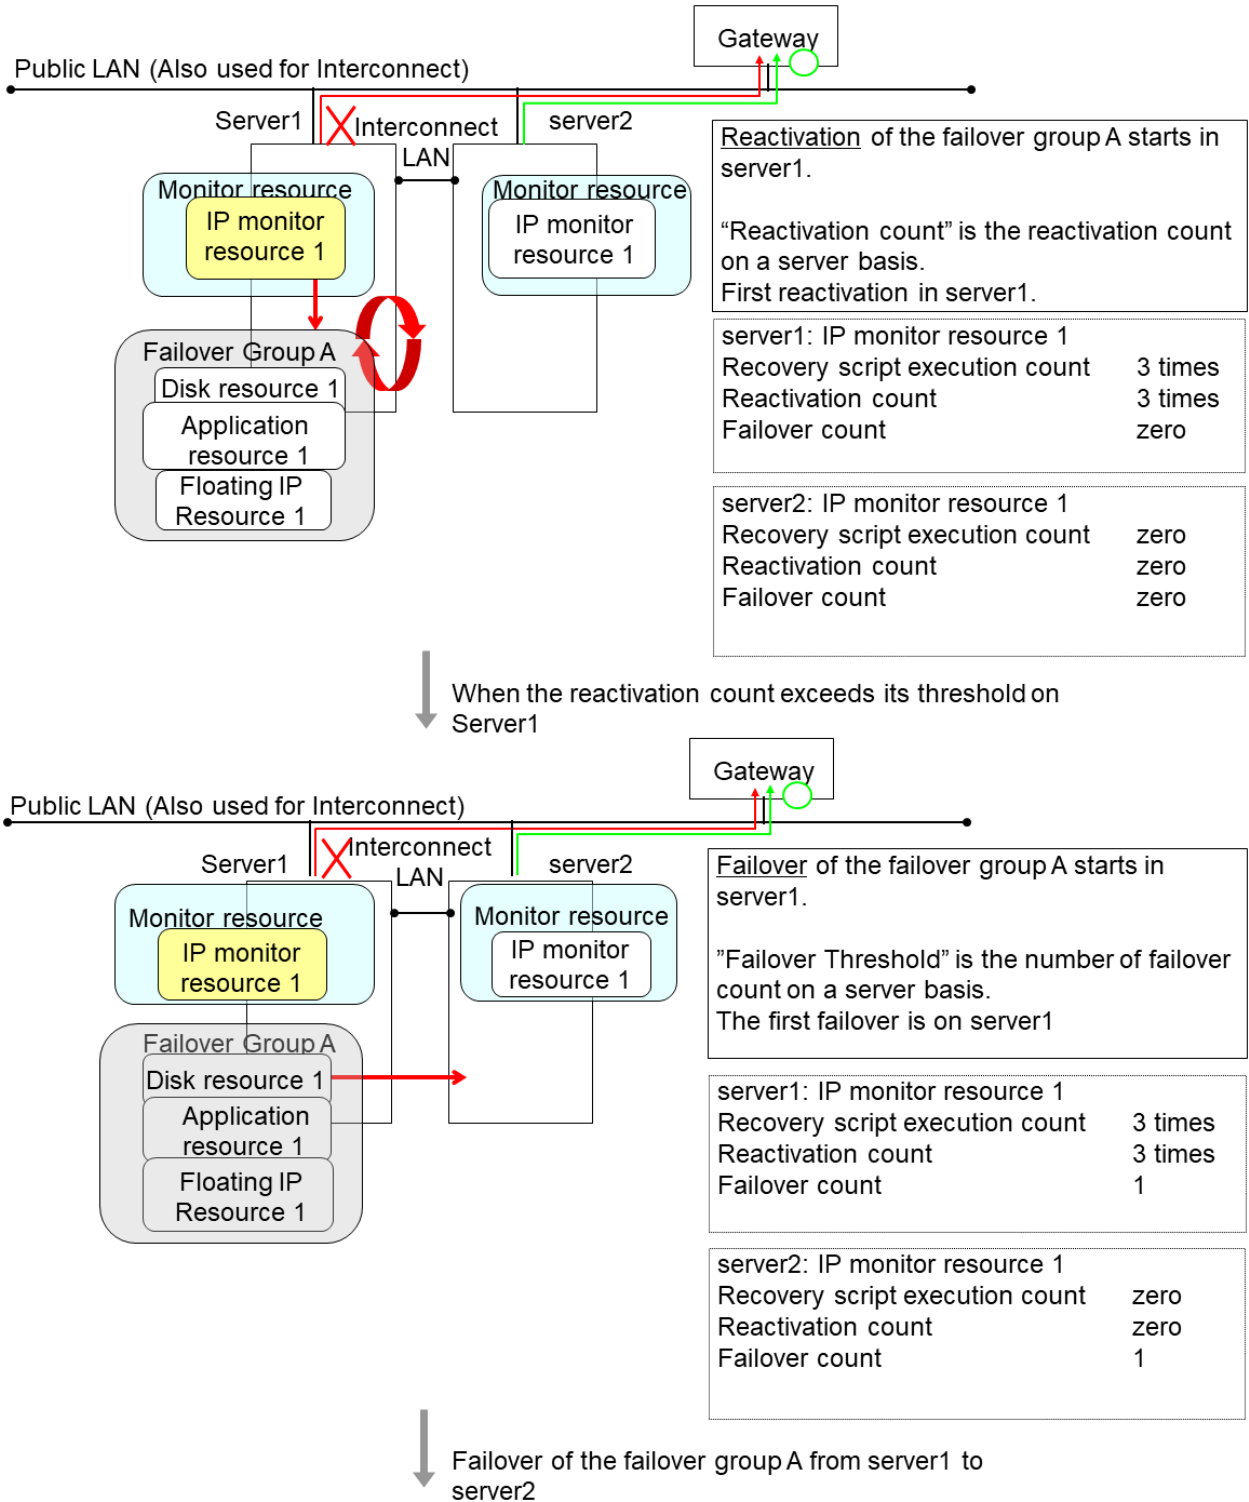 Gateway
Public LAN (Also used for Interconnect)
Server1
Interconnect
LAN
server2
Monitor resource
IP monitor
resource 1
Monitor resource
IP monitor
resource 1
Failover Group A
Disk resource 1
Application
resource 1
Floating IP
Resource 1
Reactivation of the failover group A starts in
server1.
“Reactivation count” is the reactivation count
on a server basis.
First reactivation in server1.
server1: IP monitor resource 1
Recovery script execution count 3 times
Reactivation count 3 times
Failover count zero
server2: IP monitor resource 1
Recovery script execution count zero
Reactivation count zero
Failover count zero
When the reactivation count exceeds its threshold on
Server1
Gateway
Public LAN (Also used for Interconnect)
Server1
Interconnect
LAN
server2
Monitor resource
IP monitor
resource 1
Monitor resource
IP monitor
resource 1
Failover Group A
Disk resource 1
Application
resource 1
Floating IP
Resource 1
Failover of the failover group A starts in
server1.
”Failover Threshold” is the number of failover
count on a server basis.
The first failover is on server1
server1: IP monitor resource 1
Recovery script execution count 3 times
Reactivation count 3 times
Failover count 1
server2: IP monitor resource 1
Recovery script execution count zero
Reactivation count zero
Failover count 1
Failover of the failover group A from server1 to
server2